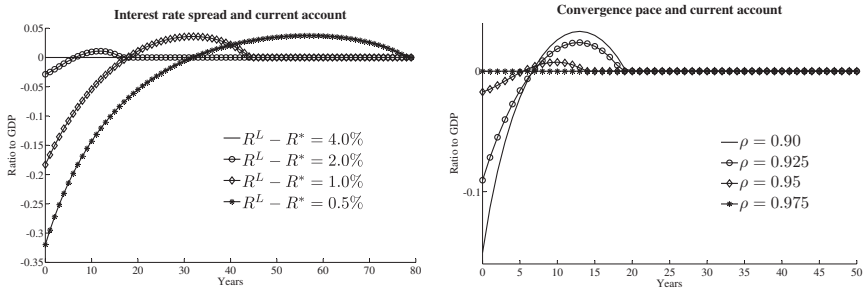 Interest rate spread and current account
0.05
0
-0.05
-0.1
-0.15
-0.2
-0.25
-0.3
-0.35
Ratio to GDP
R^L − R* = 4.0%
R^L − R* = 2.0%
R^L − R* = 1.0%
R^L − R* = 0.5%
0 10 20 30 40 50 60 70 80
Years
Convergence pace and current account
0
-0.1
Ratio to GDP
ρ = 0.90
ρ = 0.925
ρ = 0.95
ρ = 0.975
0 5 10 15 20 25 30 35 40 45 50
Years